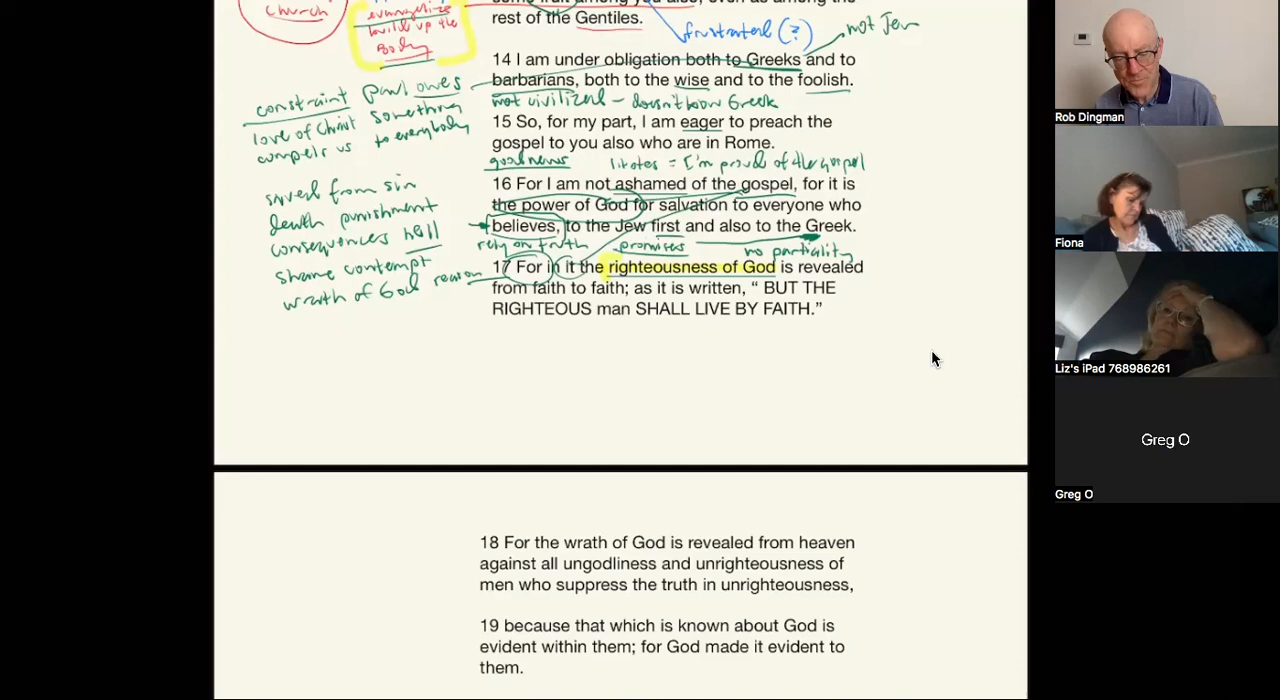 church
evangelize
build up the
Body
rest of the Gentiles.
frustrated (?)
not Jew
14 I am under obligation both to Greeks and to
barbarians, both to the wise and to the foolish.
not civilized – doesn't know Greek
constraint
love of Christ
compels us
Paul owes
something
to everybody
15 So, for my part, I am eager to preach the
gospel to you also who are in Rome.
good news
litotes = I'm proud of the gospel
16 For I am not ashamed of the gospel, for it is
the power of God for salvation to everyone who
believes, to the Jew first and also to the Greek.
rely on truth promises
no partiality
saved from sin
death punishment
consequences hell
shame contempt
wrath of God
reason
17 For in it the righteousness of God is revealed
from faith to faith; as it is written, “ BUT THE
RIGHTEOUS man SHALL LIVE BY FAITH.”
18 For the wrath of God is revealed from heaven
against all ungodliness and unrighteousness of
men who suppress the truth in unrighteousness,
19 because that which is known about God is
evident within them; for God made it evident to
them.
Rob Dingman
Fiona
Liz's iPad 768986261
Greg O
Greg O